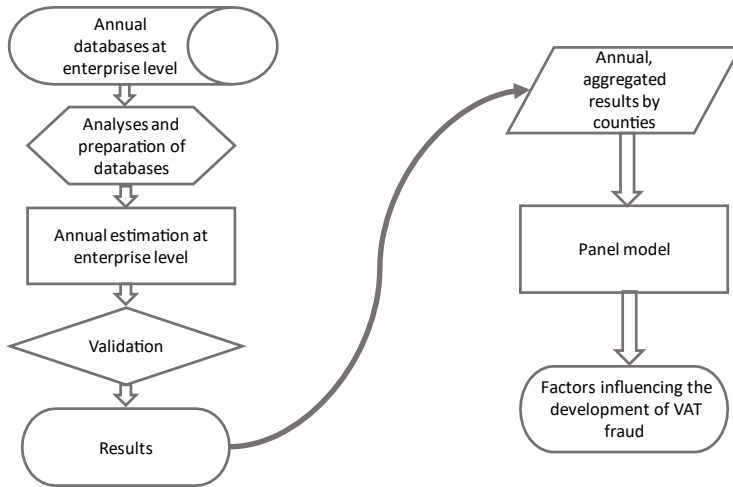 Annual
databases at
enterprise level
Analyses and
preparation of
databases
Annual estimation at
enterprise level
Validation
Results
Annual,
aggregated
results by
counties
Panel model
Factors influencing the
development of VAT
fraud